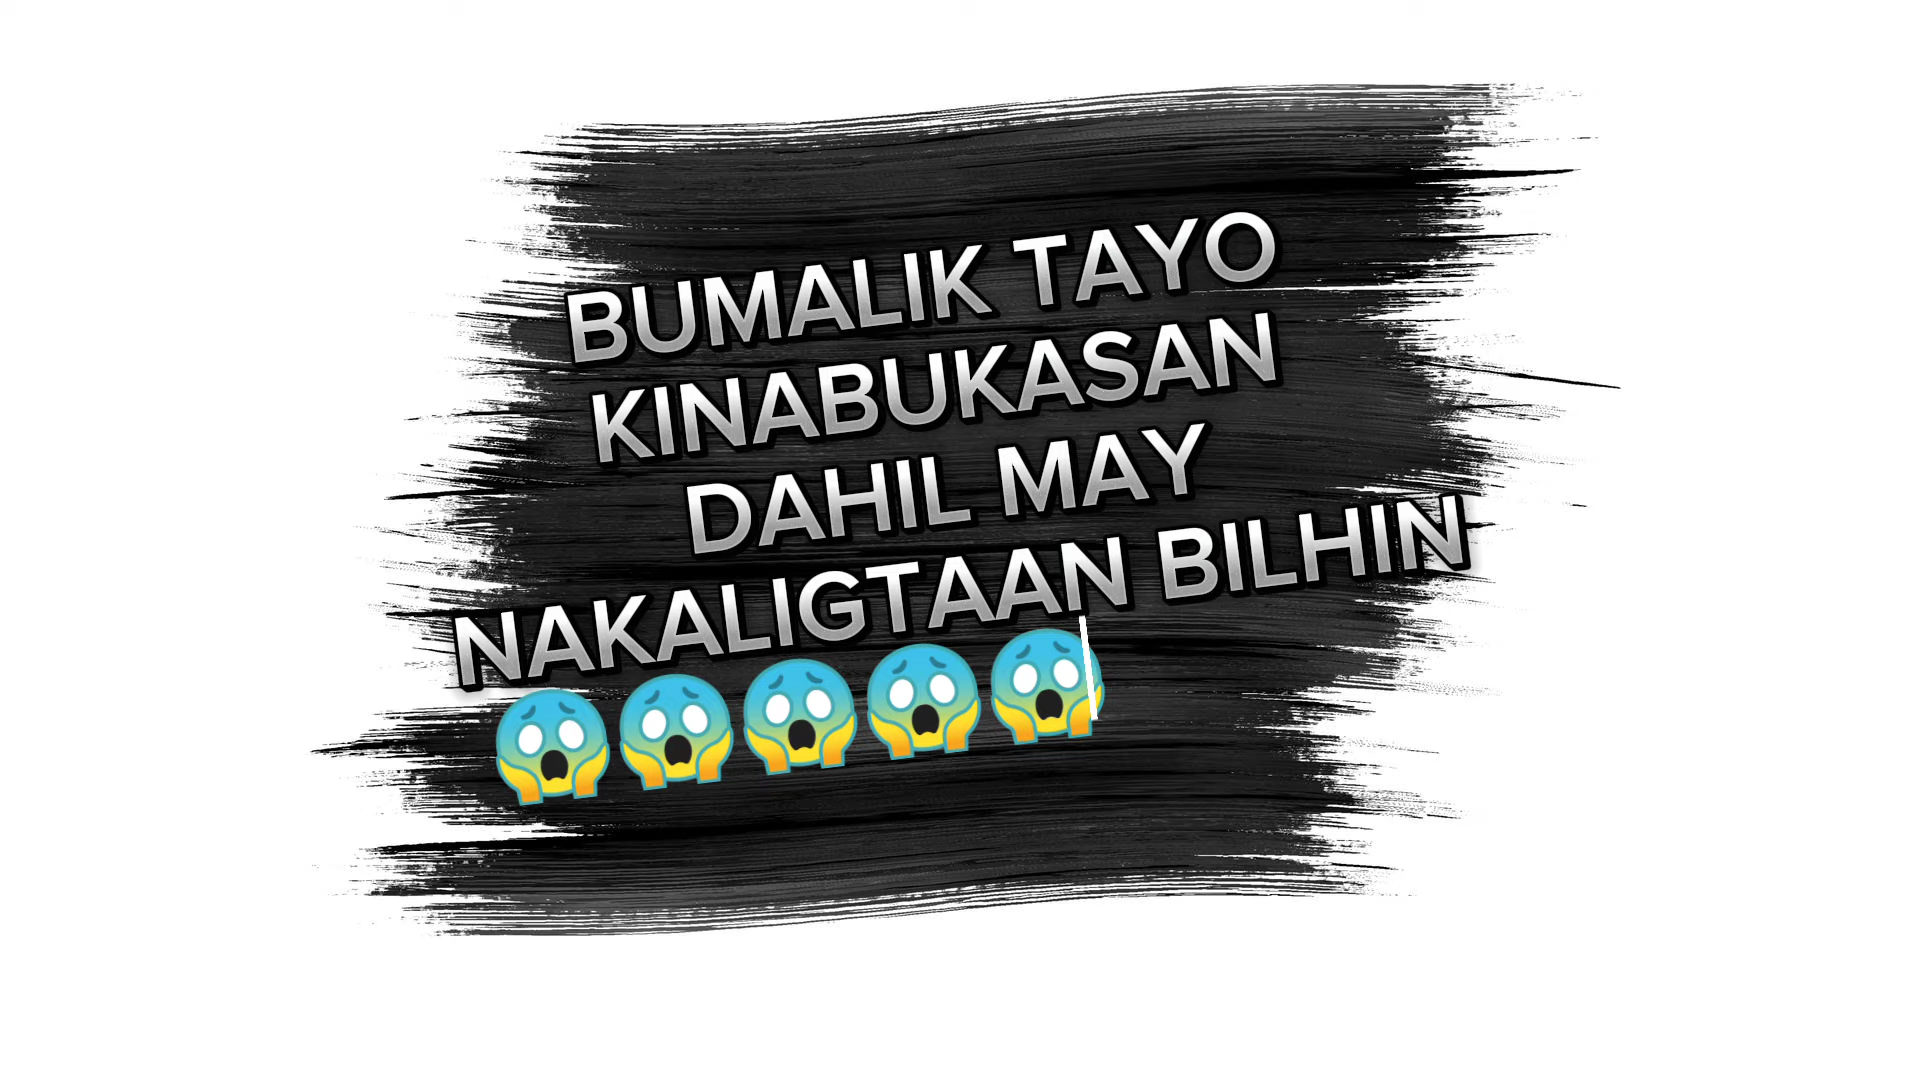 BUMALIK TAYO
KINABUKASAN
DAHIL MAY
NAKALIGTAAN BILHIN
😱😱😱😱😱